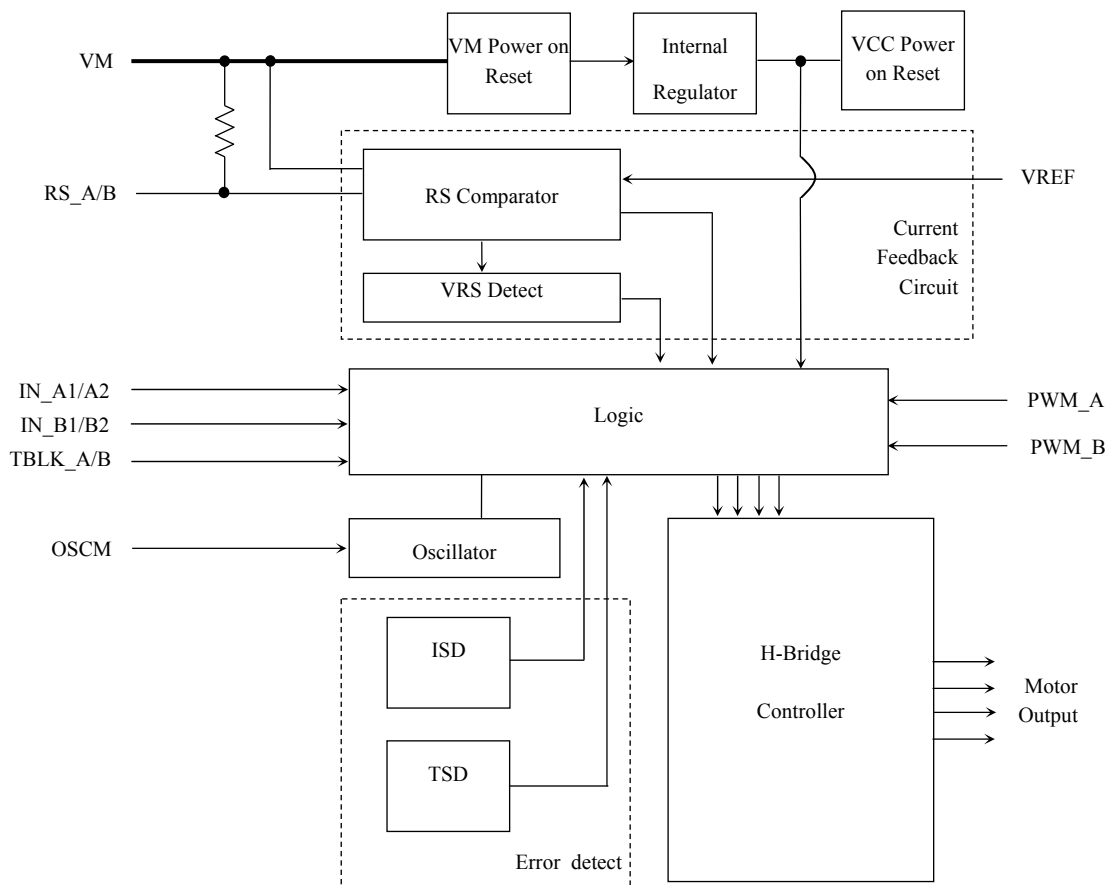 VM
VM Power on
Reset
Internal
Regulator
VCC Power
on Reset
RS_A/B
RS Comparator
VREF
Current
Feedback
Circuit
VRS Detect
IN_A1/A2
IN_B1/B2
TBLK_A/B
Logic
PWM_A
PWM_B
OSCM
Oscillator
ISD
TSD
Error detect
H-Bridge
Controller
Motor
Output